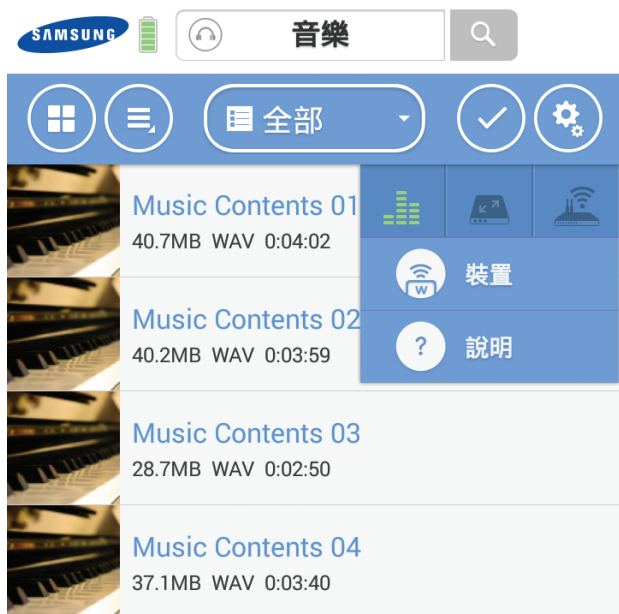 SAMSUNG
音樂
全部
Music Contents 01
40.7MB WAV 0:04:02
W 裝置
Music Contents 02
40.2MB WAV 0:03:59
? 說明
Music Contents 03
28.7MB WAV 0:02:50
Music Contents 04
37.1MB WAV 0:03:40